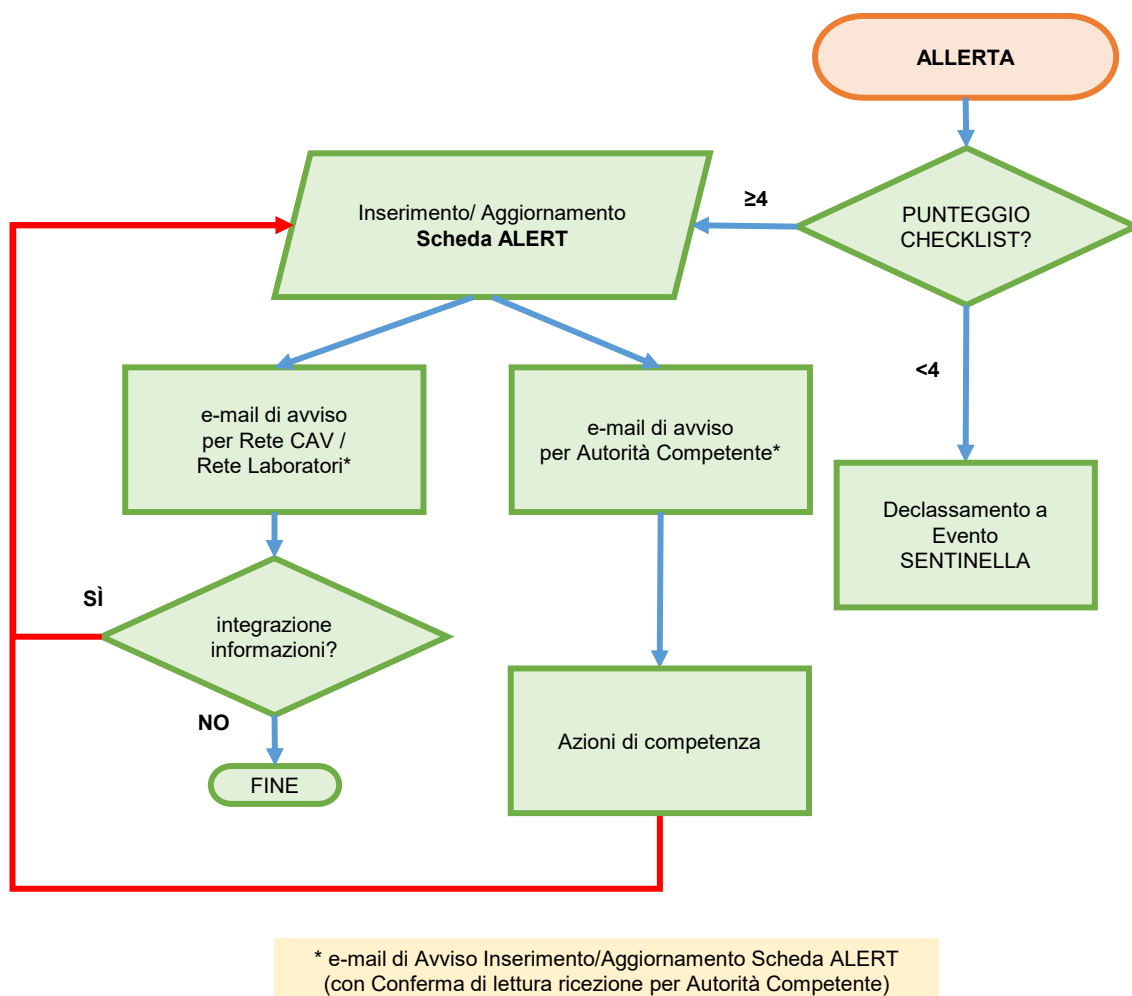 ALLERTA
PUNTEGGIO
CHECKLIST?
≥4
<4
Inserimento/ Aggiornamento
Scheda ALERT
e-mail di avviso
per Rete CAV /
Rete Laboratori*
e-mail di avviso
per Autorità Competente*
Declassamento a
Evento
SENTINELLA
SÌ
integrazione
informazioni?
NO
FINE
Azioni di competenza
* e-mail di Avviso Inserimento/Aggiornamento Scheda ALERT
(con Conferma di lettura ricezione per Autorità Competente)